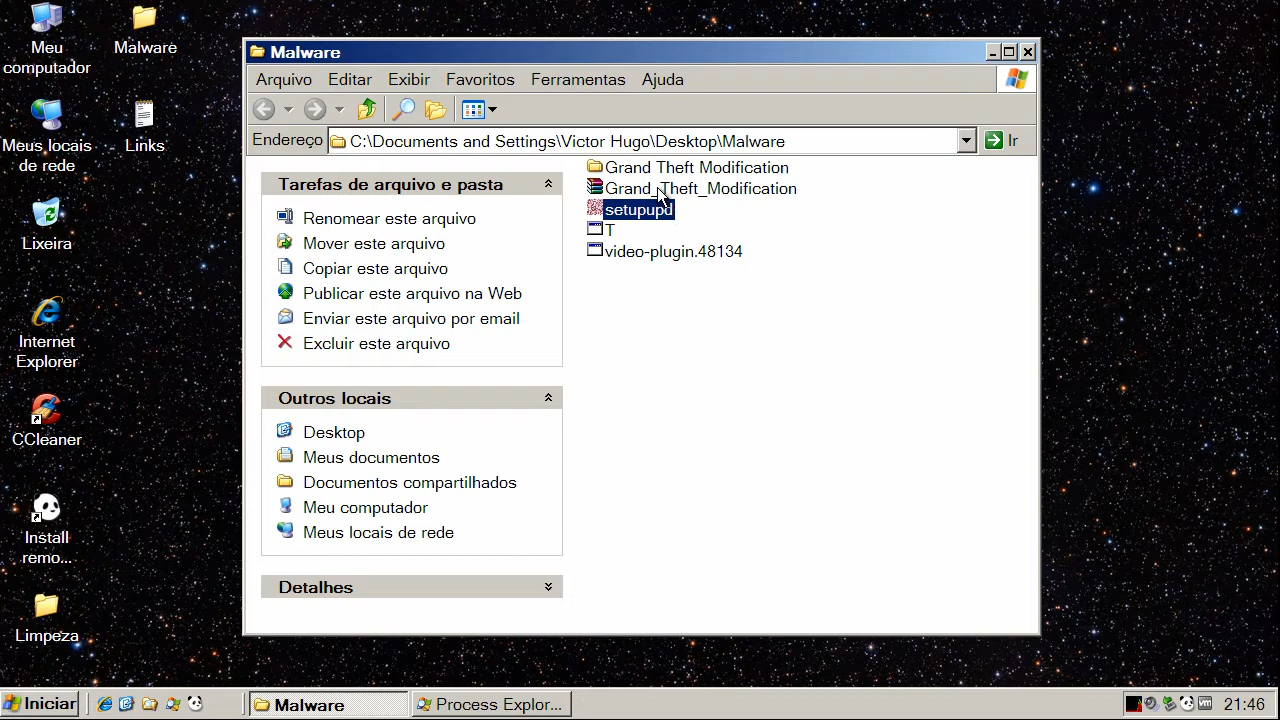 Meu
computador
Malware
Meus locais
de rede
Links
Lixeira
Internet
Explorer
CCleaner
Install
remo...
Limpeza
Malware
Arquivo Editar Exibir Favoritos Ferramentas Ajuda
Endereço C:\Documents and Settings\Victor Hugo\Desktop\Malware Ir
Tarefas de arquivo e pasta
Renomear este arquivo
Mover este arquivo
Copiar este arquivo
Publicar este arquivo na Web
Enviar este arquivo por email
Excluir este arquivo
Outros locais
Desktop
Meus documentos
Documentos compartilhados
Meu computador
Meus locais de rede
Detalhes
Grand Theft Modification
Grand_Theft_Modification
setupupd
T
video-plugin.48134
Iniciar Malware Process Explor... 21:46